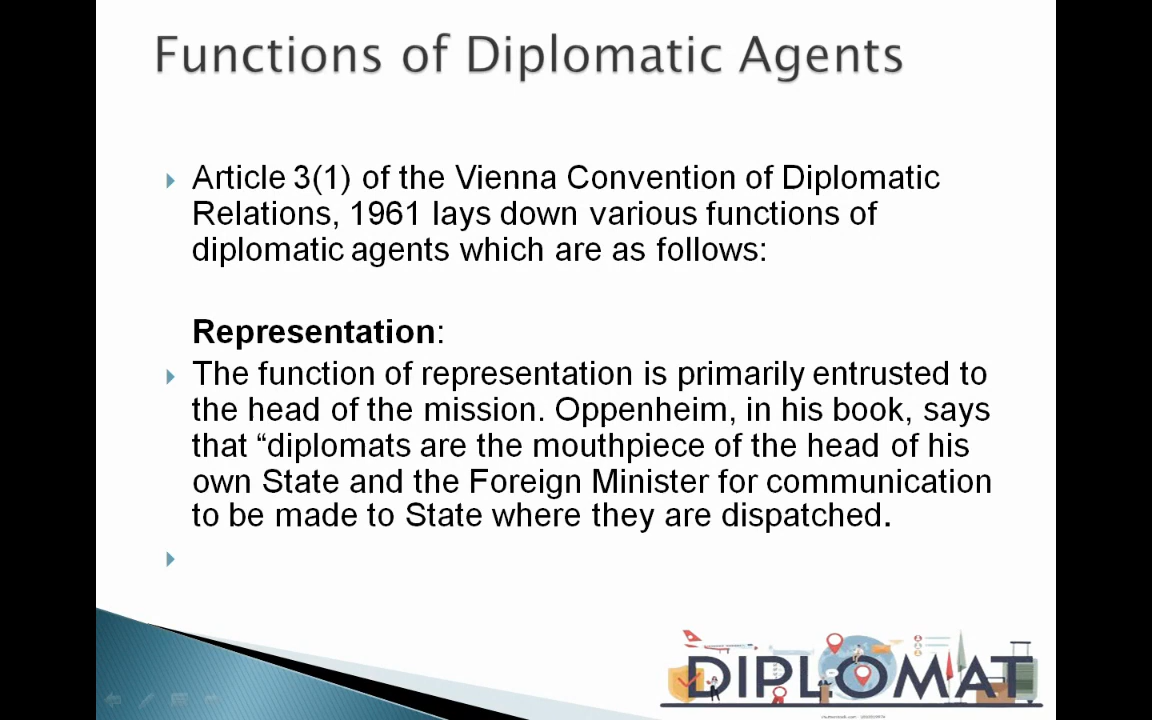 Functions of Diplomatic Agents
Article 3(1) of the Vienna Convention of Diplomatic
Relations, 1961 lays down various functions of
diplomatic agents which are as follows:
Representation:
The function of representation is primarily entrusted to
the head of the mission. Oppenheim, in his book, says
that “diplomats are the mouthpiece of the head of his
own State and the Foreign Minister for communication
to be made to State where they are dispatched.
DIPLOMAT